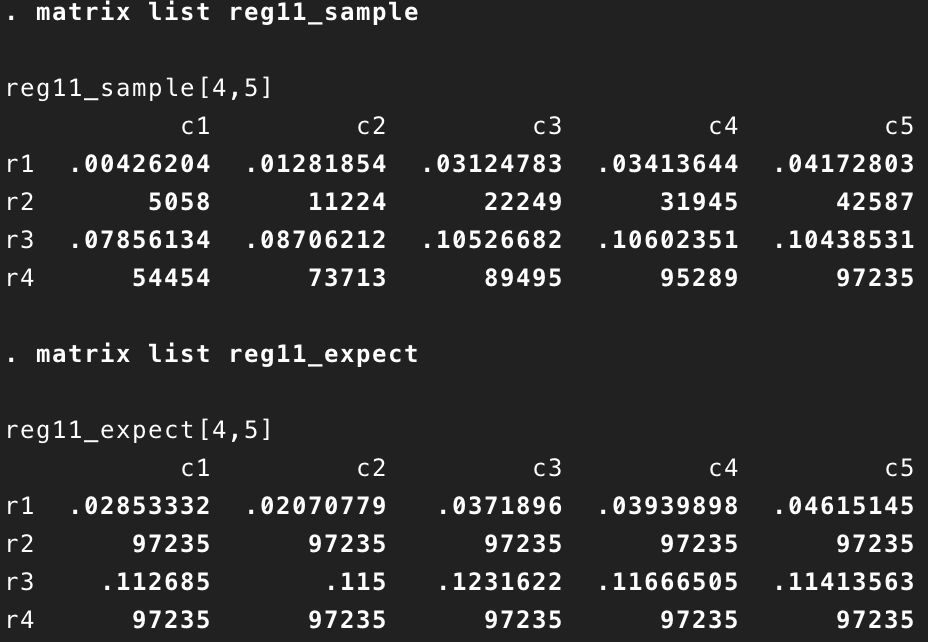 . matrix list reg11_sample
reg11_sample[4,5]
c1 c2 c3 c4 c5
r1 .00426204 .01281854 .03124783 .03413644 .04172803
r2 5058 11224 22249 31945 42587
r3 .07856134 .08706212 .10526682 .10602351 .10438531
r4 54454 73713 89495 95289 97235
. matrix list reg11_expect
reg11_expect[4,5]
c1 c2 c3 c4 c5
r1 .02853332 .02070779 .0371896 .03939898 .04615145
r2 97235 97235 97235 97235 97235
r3 .112685 .115 .1231622 .11666505 .11413563
r4 97235 97235 97235 97235 97235